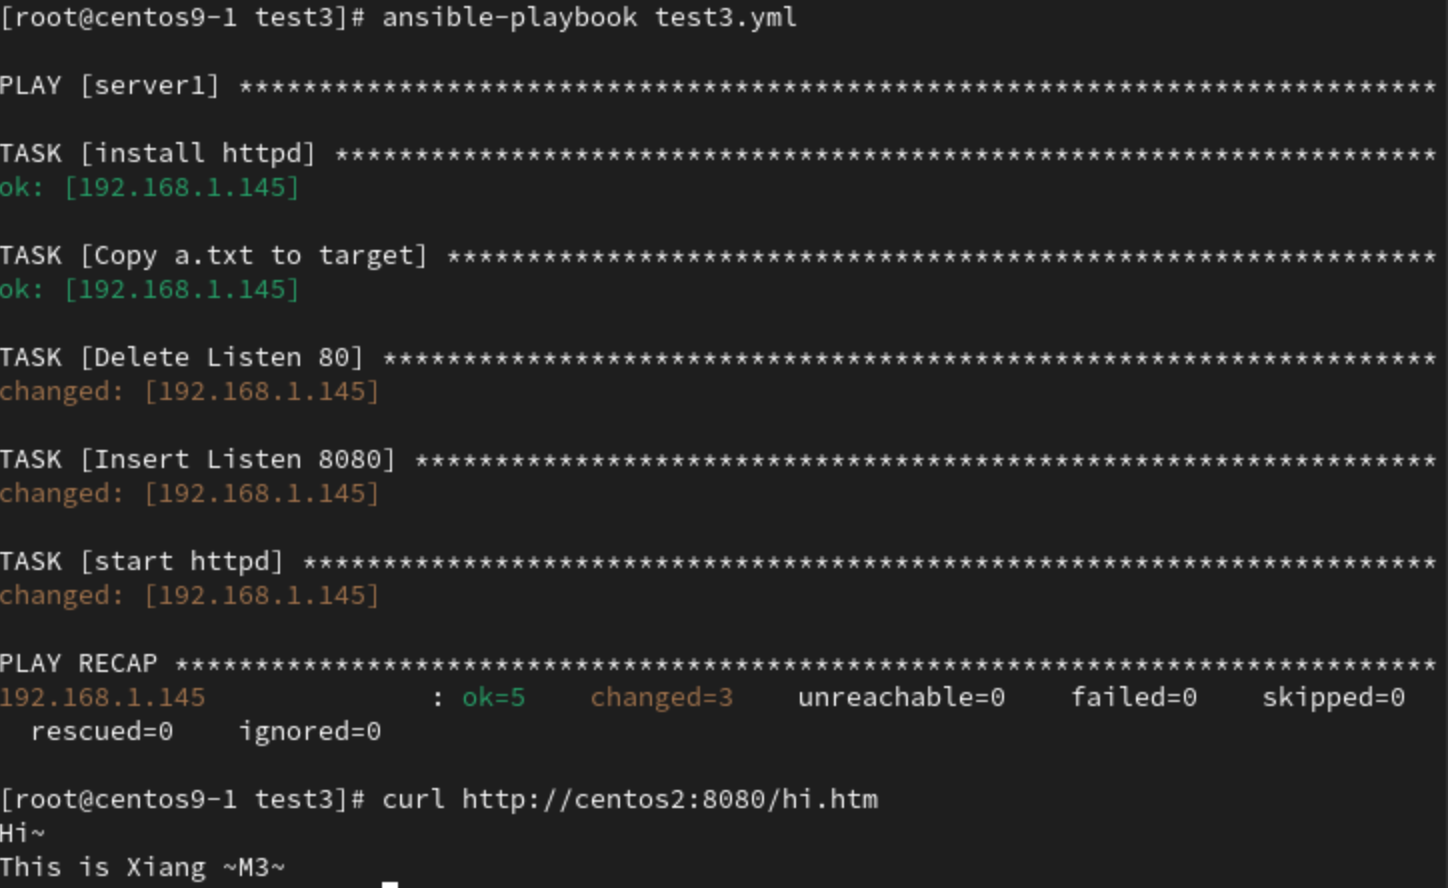 [root@centos9-1 test3]# ansible-playbook test3.yml
PLAY [server1] ***************************************************************************
TASK [install httpd] *********************************************************************
ok: [192.168.1.145]
TASK [Copy a.txt to target] **************************************************************
ok: [192.168.1.145]
TASK [Delete Listen 80] ******************************************************************
changed: [192.168.1.145]
TASK [Insert Listen 8080] ****************************************************************
changed: [192.168.1.145]
TASK [start httpd] ***********************************************************************
changed: [192.168.1.145]
PLAY RECAP *******************************************************************************
192.168.1.145              : ok=5    changed=3    unreachable=0    failed=0    skipped=0
  rescued=0    ignored=0
[root@centos9-1 test3]# curl http://centos2:8080/hi.htm
Hi~
This is Xiang ~M3~